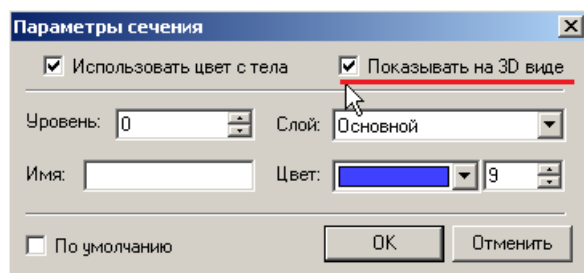 Параметры сечения
Использовать цвет с тела Показывать на 3D виде
Уровень: 0 Слой: Основной
Имя: Цвет: 9
По умолчанию OK Отменить